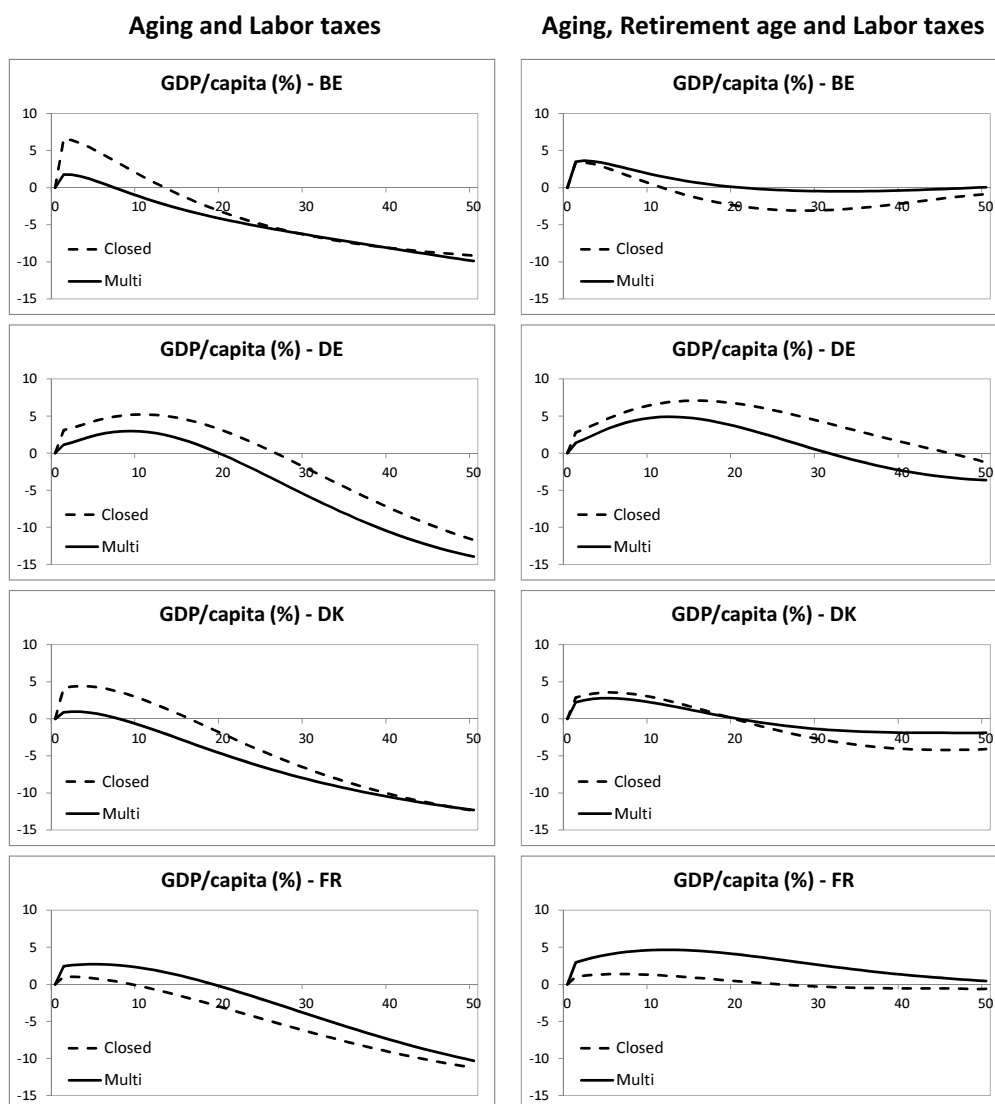 Aging and Labor taxes
Aging, Retirement age and Labor taxes
GDP/capita (%) - BE
10
5
0
0 10 20 30 40 50
-5
-10
-15
Closed
Multi
GDP/capita (%) - BE
10
5
0
0 10 20 30 40 50
-5
-10
-15
Closed
Multi
GDP/capita (%) - DE
10
5
0
0 10 20 30 40 50
-5
-10
-15
Closed
Multi
GDP/capita (%) - DE
10
5
0
0 10 20 30 40 50
-5
-10
-15
Closed
Multi
GDP/capita (%) - DK
10
5
0
0 10 20 30 40 50
-5
-10
-15
Closed
Multi
GDP/capita (%) - DK
10
5
0
0 10 20 30 40 50
-5
-10
-15
Closed
Multi
GDP/capita (%) - FR
10
5
0
0 10 20 30 40 50
-5
-10
-15
Closed
Multi
GDP/capita (%) - FR
10
5
0
0 10 20 30 40 50
-5
-10
-15
Closed
Multi